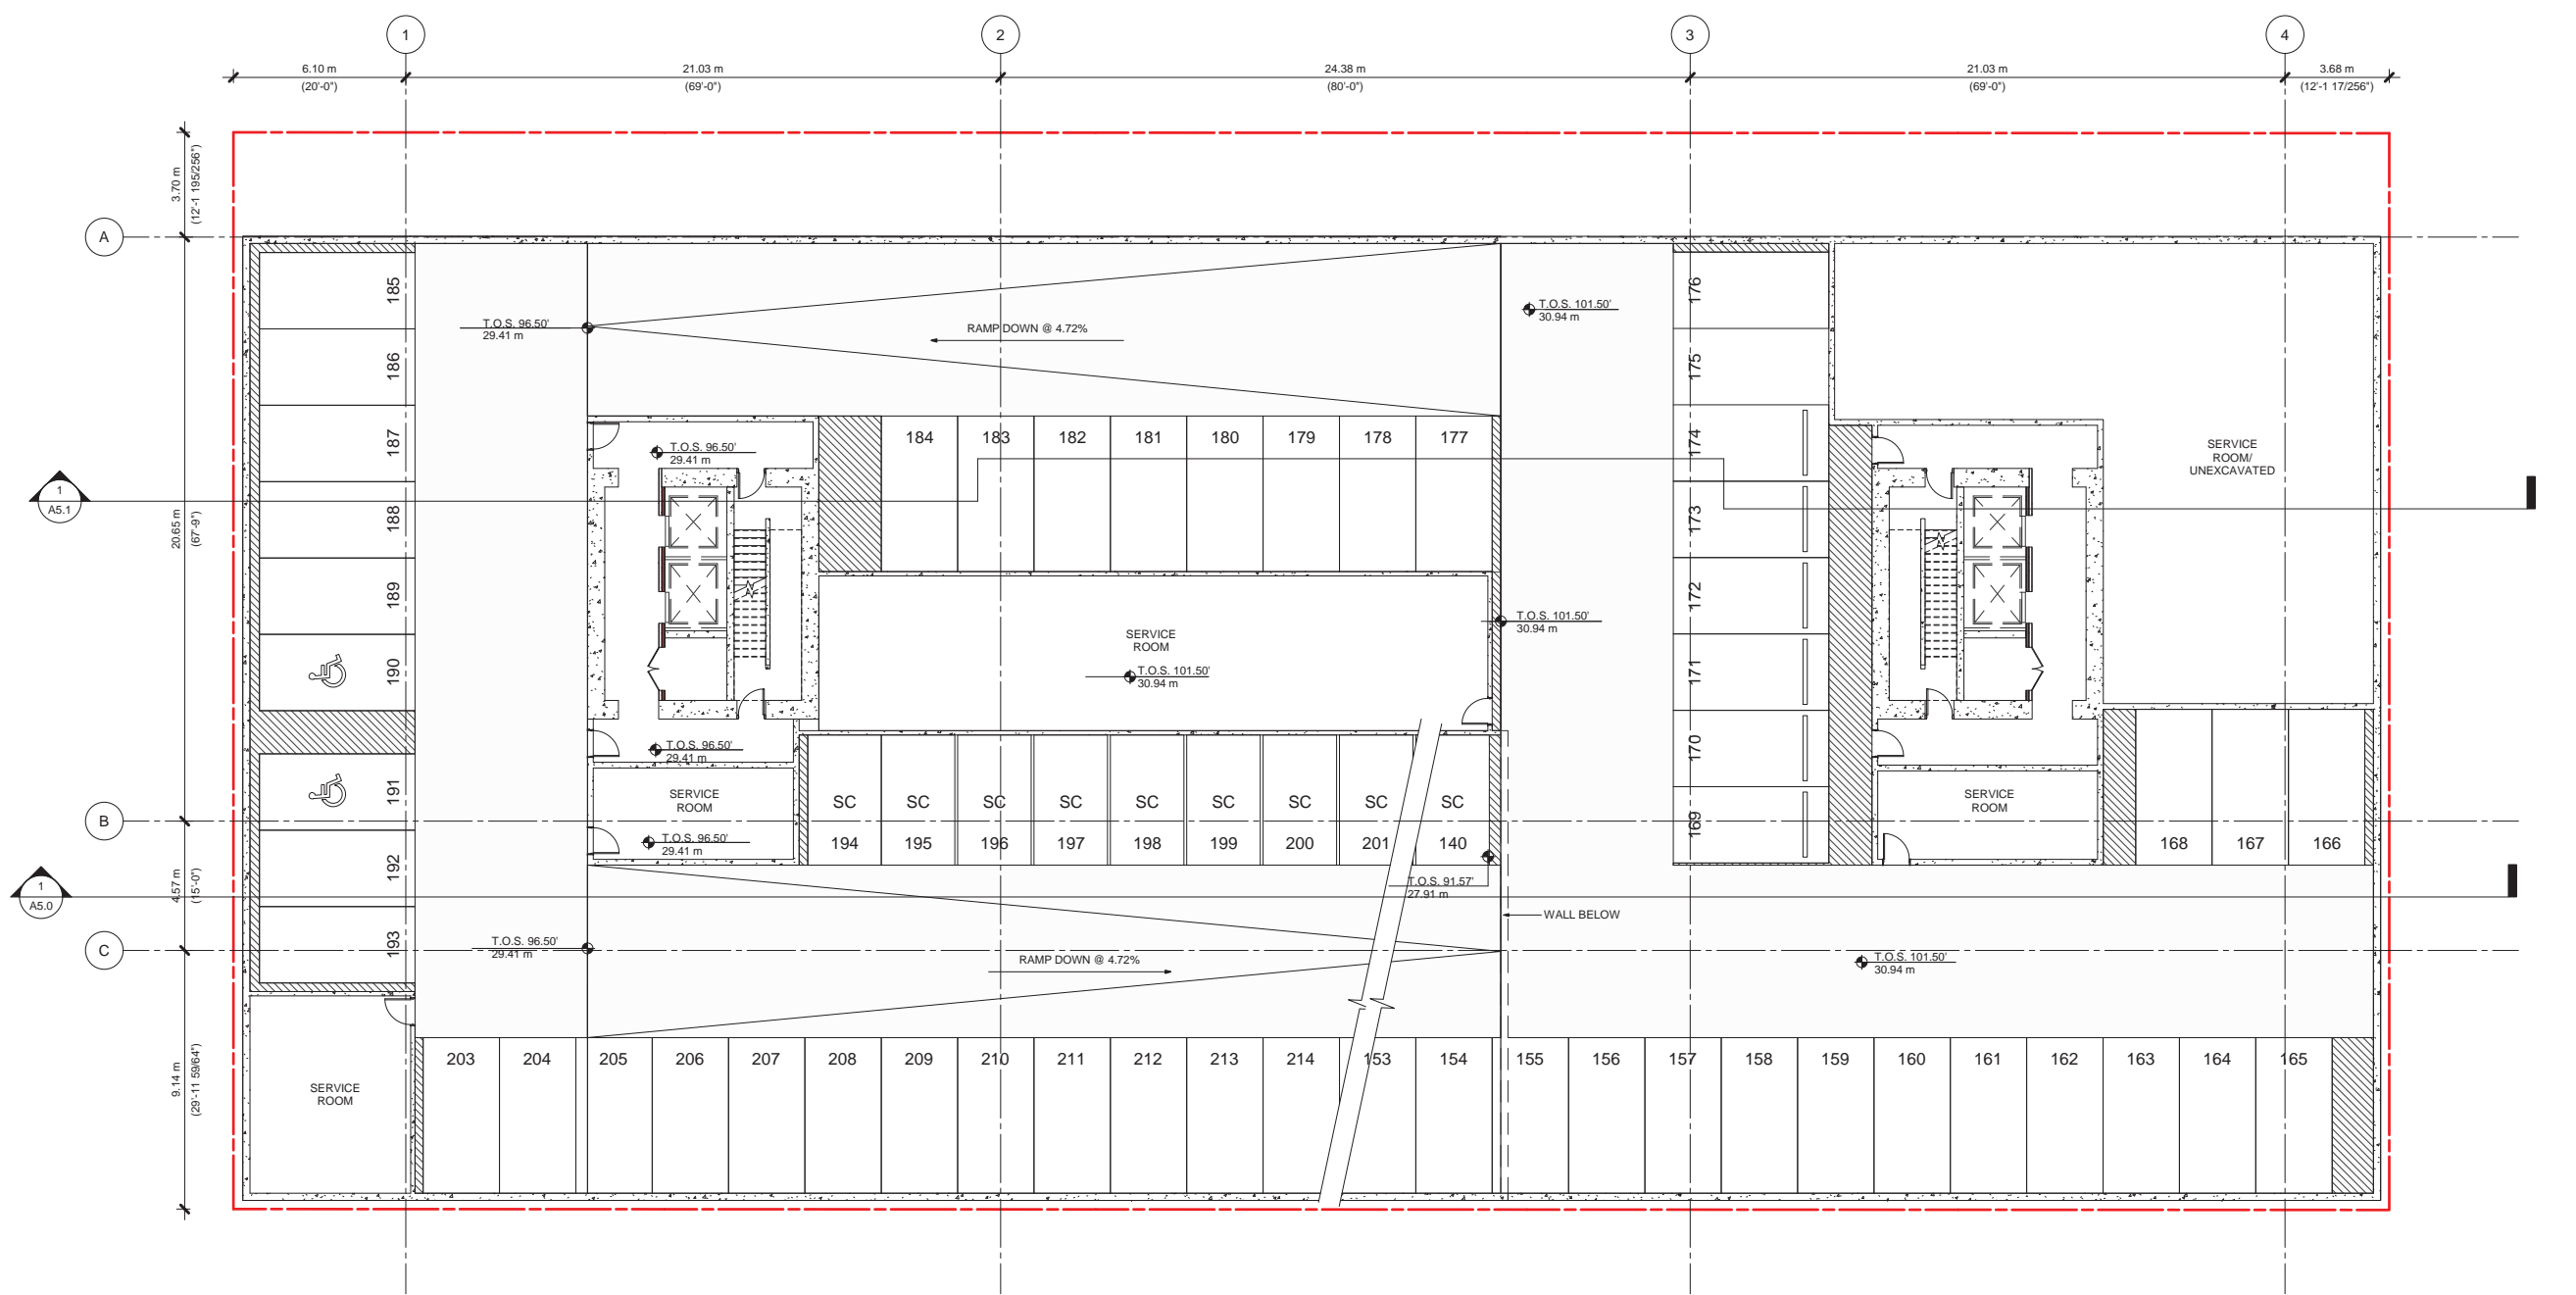 1
2
3
4
6.10 m
(20'-0")
21.03 m
(69'-0")
24.38 m
(80'-0")
21.03 m
(69'-0")
3.68 m
(12'-1 17/256")
3.70 m
(12'-1 195/256")
A
20.65 m
(67'-9")
B
4.57 m
(15'-0")
C
9.14 m
(29'-11 59/64")
1
A5.1
1
A5.0
185
186
187
188
189
190
191
192
193
T.O.S. 96.50'
29.41 m
RAMP DOWN @ 4.72%
T.O.S. 101.50'
30.94 m
176
175
174
173
172
171
170
169
T.O.S. 96.50'
29.41 m
184
183
182
181
180
179
178
177
SERVICE
ROOM/
UNEXCAVATED
SERVICE
ROOM
T.O.S. 101.50'
30.94 m
T.O.S. 101.50'
30.94 m
T.O.S. 96.50'
29.41 m
SERVICE
ROOM
T.O.S. 96.50'
29.41 m
SC SC SC SC SC SC SC SC SC
194 195 196 197 198 199 200 201 140
SERVICE
ROOM
168 167 166
T.O.S. 91.57'
27.91 m
WALL BELOW
T.O.S. 96.50'
29.41 m
RAMP DOWN @ 4.72%
T.O.S. 101.50'
30.94 m
SERVICE
ROOM
203 204 205 206 207 208 209 210 211 212 213 214 153 154 155 156 157 158 159 160 161 162 163 164 165